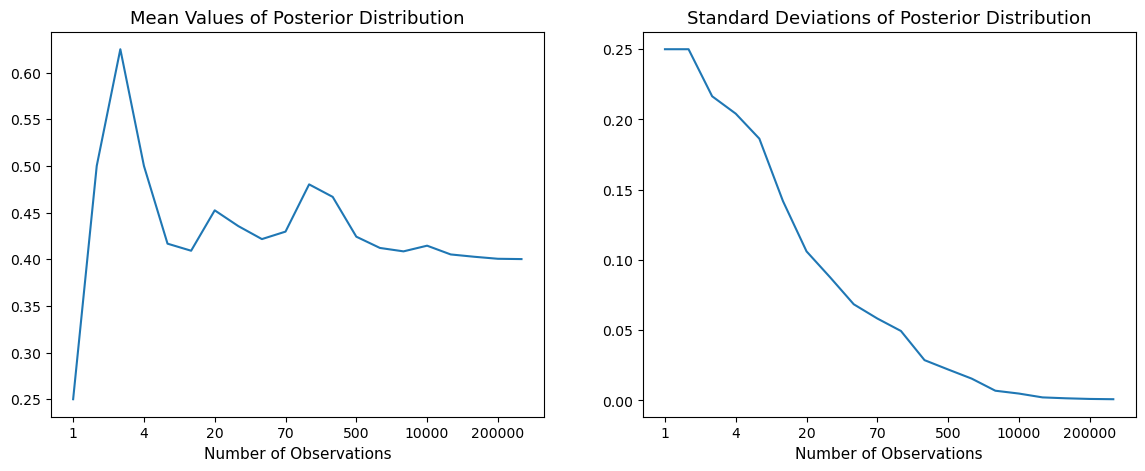 Mean Values of Posterior Distribution
0.60
0.55
0.50
0.45
0.40
0.35
0.30
0.25
1 4 20 70 500 10000 200000
Number of Observations
Standard Deviations of Posterior Distribution
0.25
0.20
0.15
0.10
0.05
0.00
1 4 20 70 500 10000 200000
Number of Observations